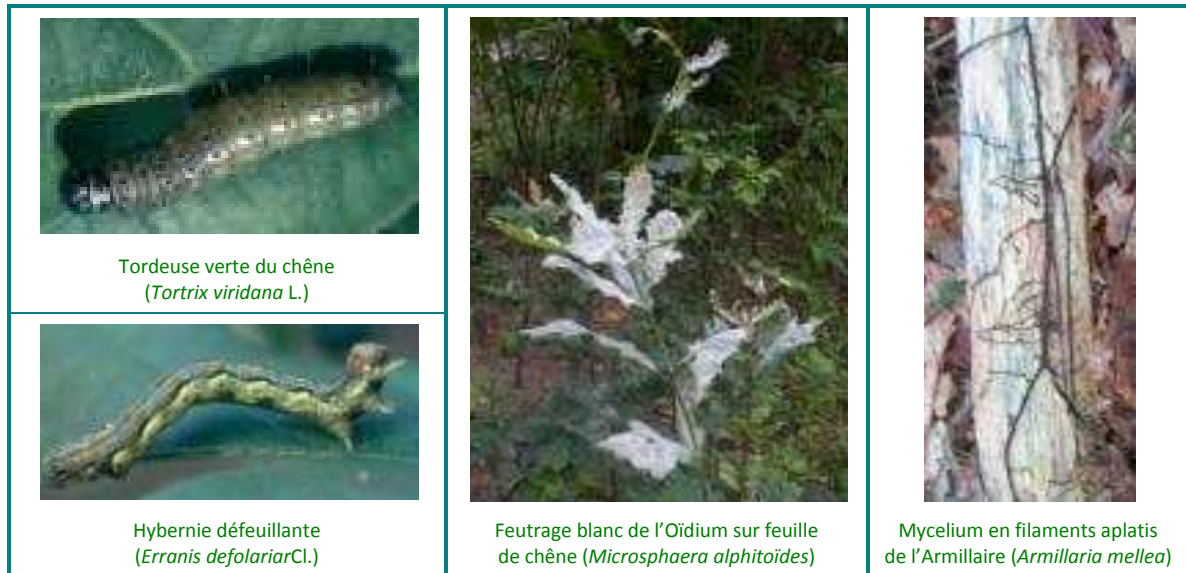 Tordeuse verte du chêne
(Tortrix viridana L.)
Hybernie défeuillante
(Erranis defolariarCl.)
Feutrage blanc de l’Oïdium sur feuille
de chêne (Microsphaera alphitoïdes)
Mycelium en filaments aplatis
de l’Armillaire (Armillaria mellea)